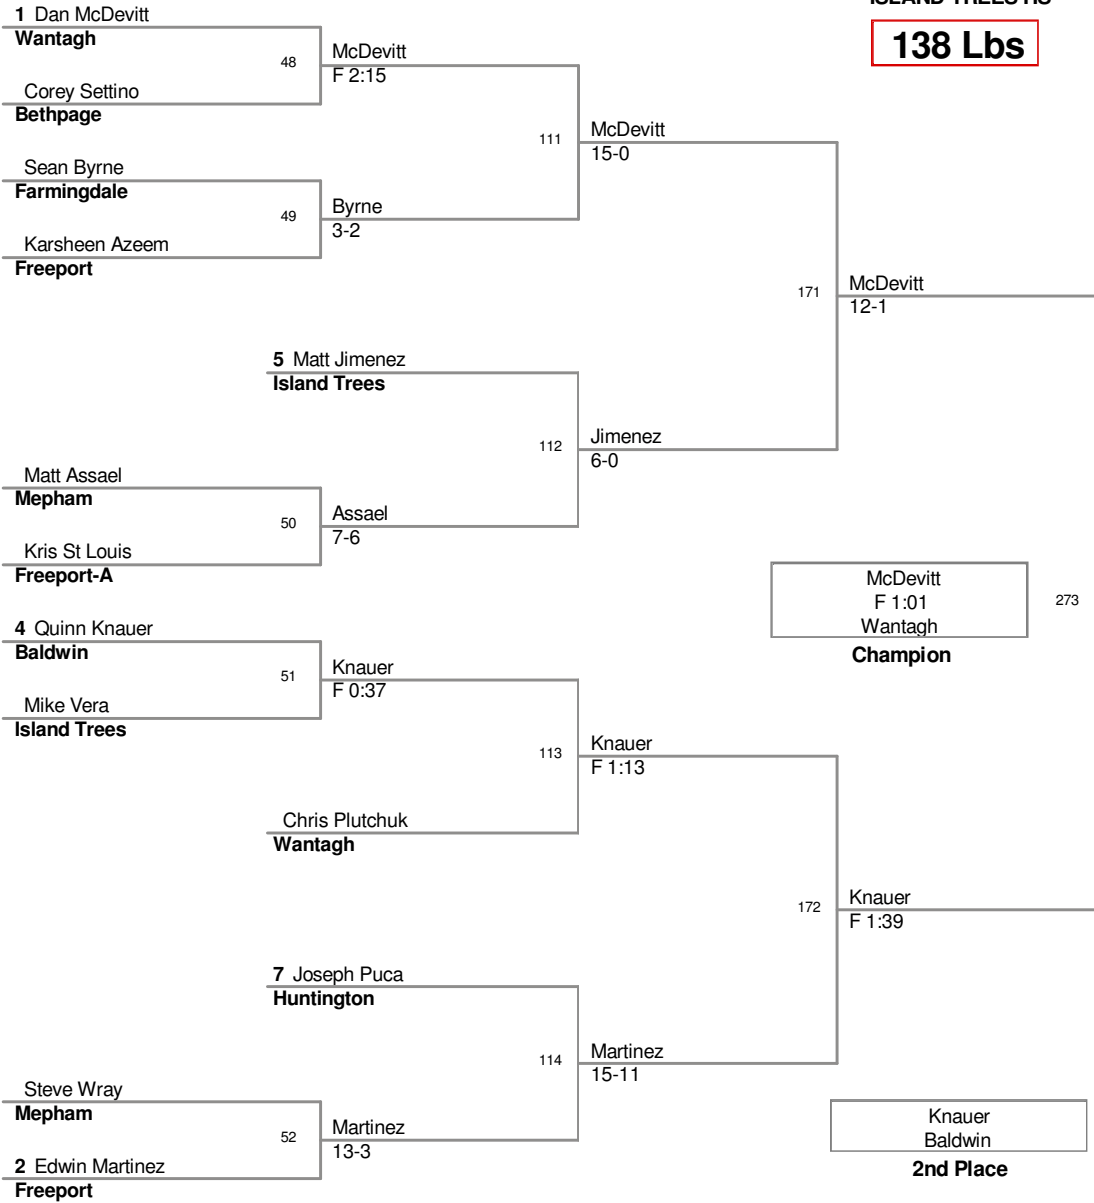 138 Lbs
1 Dan McDevitt
Wantagh
48
McDevitt
F 2:15
Corey Settino
Bethpage
111
McDevitt
15-0
Sean Byrne
Farmingdale
49
Byrne
3-2
Karsheen Azeem
Freeport
171
McDevitt
12-1
5 Matt Jimenez
Island Trees
112
Jimenez
6-0
Matt Assael
Mepham
50
Assael
7-6
Kris St Louis
Freeport-A
McDevitt
F 1:01
Wantagh
273
Champion
4 Quinn Knauer
Baldwin
51
Knauer
F 0:37
Mike Vera
Island Trees
113
Knauer
F 1:13
Chris Plutchuk
Wantagh
172
Knauer
F 1:39
7 Joseph Puca
Huntington
114
Martinez
15-11
Steve Wray
Mepham
52
Martinez
13-3
2 Edwin Martinez
Freeport
Knauer
Baldwin
2nd Place